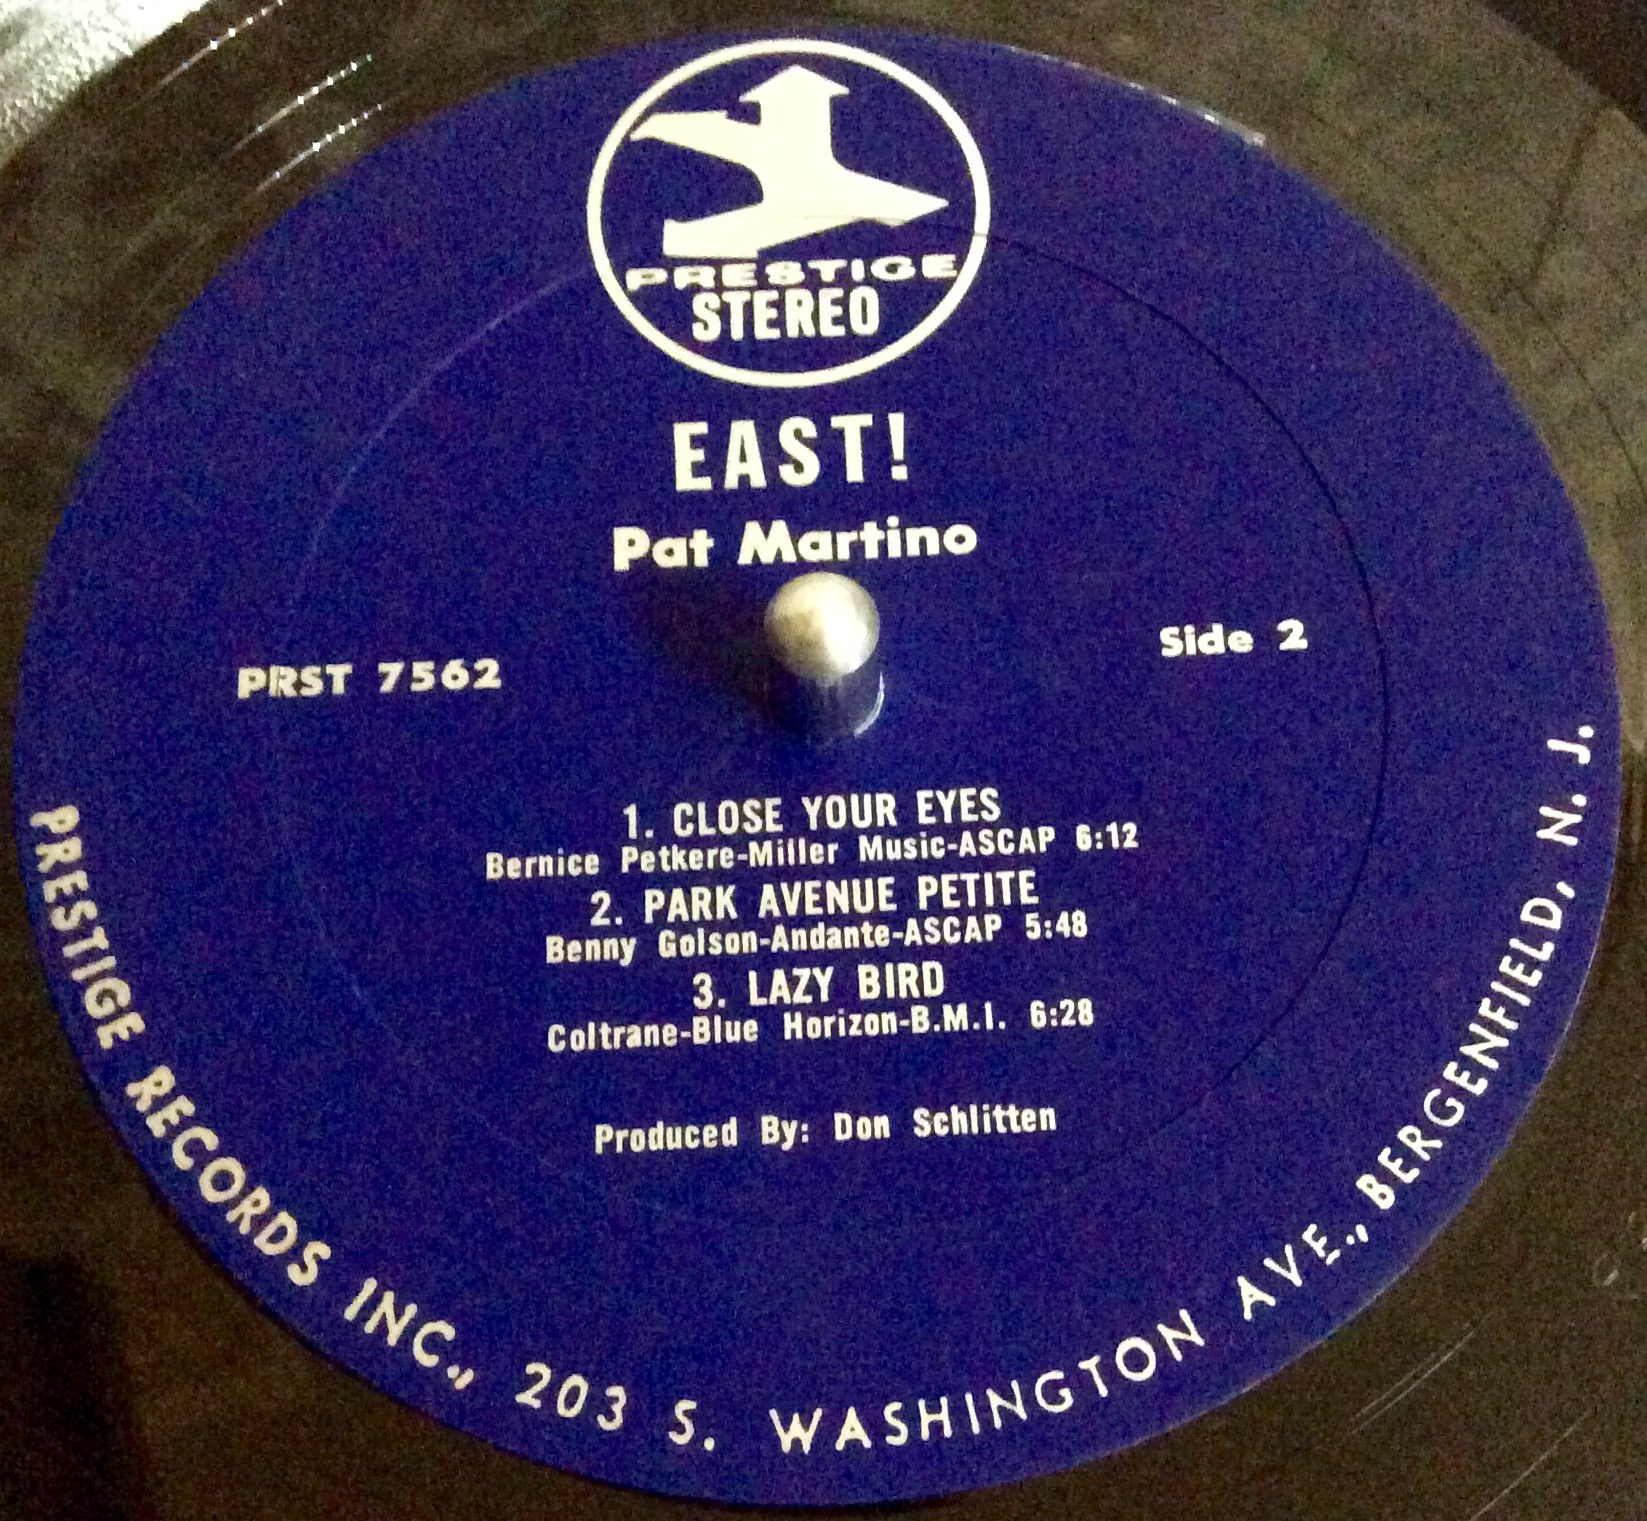 PRESTIGE
STEREO
EAST!
Pat Martino
PRST 7562
Side 2
1. CLOSE YOUR EYES
Bernice Petkere-Miller Music-ASCAP 6:12
2. PARK AVENUE PETITE
Benny Golson-Andante-ASCAP 5:48
3. LAZY BIRD
Coltrane-Blue Horizon-B.M.I. 6:28
Produced By: Don Schlitten
PRESTIGE RECORDS INC., 203 S. WASHINGTON AVE., BERGENFIELD, N. J.